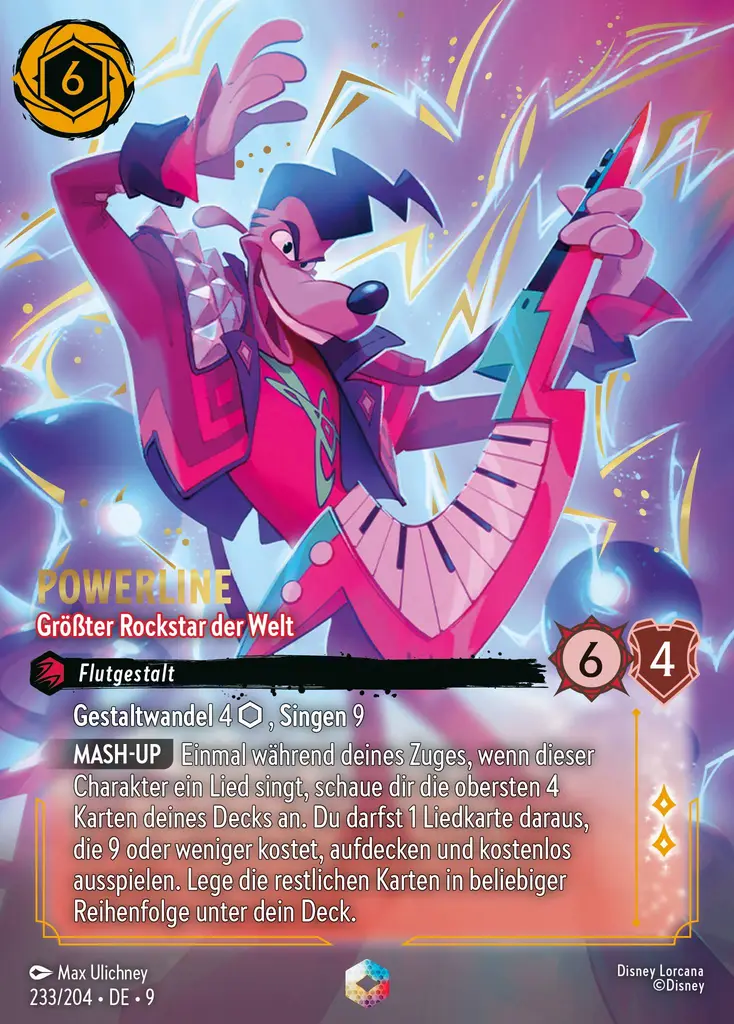 6
POWERLINE
Größter Rockstar der Welt
6 4
Flutgestalt
Gestaltwandel 4 , Singen 9
MASH-UP Einmal während deines Zuges, wenn dieser
Charakter ein Lied singt, schaue dir die obersten 4
Karten deines Decks an. Du darfst 1 Liedkarte daraus,
die 9 oder weniger kostet, aufdecken und kostenlos
ausspielen. Lege die restlichen Karten in beliebiger
Reihenfolge unter dein Deck.
Max Ulichney
233/204 • DE • 9
Disney Lorcana
©Disney